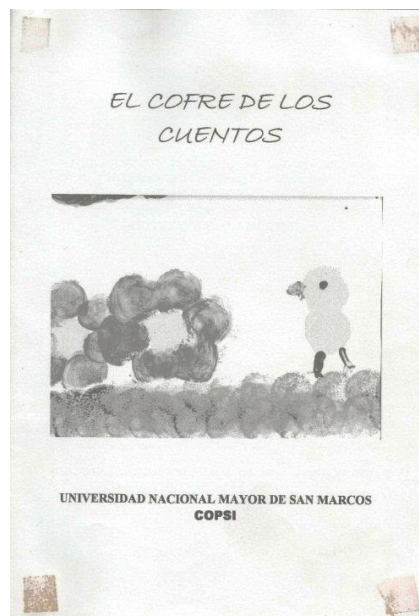 EL COFRE DE LOS
CUENTOS
UNIVERSIDAD NACIONAL MAYOR DE SAN MARCOS
COPSI